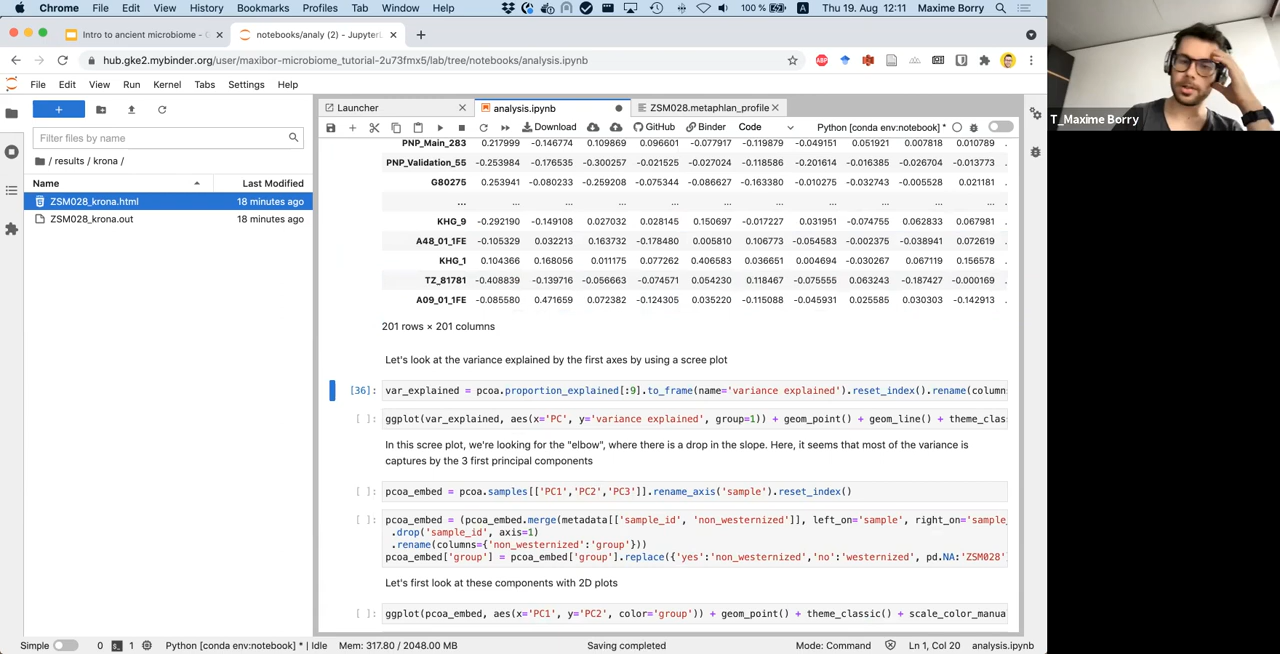 Chrome File Edit View History Bookmarks Profiles Tab Window Help 100 % A Thu 19. Aug 12:11 Maxime Borry
Intro to ancient microbiome - notebooks/analy (2) - Jupyter
hub.gke2.mybinder.org/user/maxibor-microbiome_tutorial-2u73fmx5/lab/tree/notebooks/analysis.ipynb
File Edit View Run Kernel Tabs Settings Help
Launcher analysis.ipynb ZSM028.metaphlan_profile
Download GitHub Binder Code Python [conda env:notebook] *
Filter files by name
/ results / krona /
Name Last Modified
ZSM028_krona.html 18 minutes ago
ZSM028_krona.out 18 minutes ago
PNP_Main_283 0.217999 -0.146774 0.109869 0.096601 -0.077917 -0.119879 -0.049151 0.051921 0.007818 0.010789
PNP_Validation_55 -0.253984 -0.176535 -0.300257 -0.021525 -0.027024 -0.118586 -0.201614 -0.016385 -0.026704 -0.013773
G80275 0.253941 -0.080233 -0.259208 -0.075344 -0.086627 -0.163380 -0.010275 -0.032743 -0.005528 0.021181
... ... ... ... ... ... ... ... ... ... ...
KHG_9 -0.292190 -0.149108 0.027032 0.028145 0.150697 -0.017227 0.031951 -0.074755 0.062833 0.067981
A48_01_1FE -0.105329 0.032213 0.163732 -0.178480 0.005810 0.106773 -0.054583 -0.002375 -0.038941 0.072619
KHG_1 0.104366 0.168056 0.011175 0.077262 0.406583 0.036651 0.004694 -0.030267 0.067119 0.156578
TZ_81781 -0.408839 -0.139716 -0.056663 -0.074571 0.054230 0.118467 -0.075555 0.063243 -0.187427 -0.000169
A09_01_1FE -0.085580 0.471659 0.072382 -0.124305 0.035220 -0.115088 -0.045931 0.025585 0.030303 -0.142913
201 rows × 201 columns
Let's look at the variance explained by the first axes by using a scree plot
[36]: var_explained = pcoa.proportion_explained[:9].to_frame(name='variance explained').reset_index().rename(column
[ ]: ggplot(var_explained, aes(x='PC', y='variance explained', group=1)) + geom_point() + geom_line() + theme_clas
In this scree plot, we're looking for the "elbow", where there is a drop in the slope. Here, it seems that most of the variance is
captures by the 3 first principal components
[ ]: pcoa_embed = pcoa.samples[['PC1','PC2','PC3']].rename_axis('sample').reset_index()
[ ]: pcoa_embed = (pcoa_embed.merge(metadata[['sample_id', 'non_westernized']], left_on='sample', right_on='sample_
.drop('sample_id', axis=1)
.rename(columns={'non_westernized':'group'}))
pcoa_embed['group'] = pcoa_embed['group'].replace({'yes':'non_westernized','no':'westernized', pd.NA:'ZSM028'
Let's first look at these components with 2D plots
[ ]: ggplot(pcoa_embed, aes(x='PC1', y='PC2', color='group')) + geom_point() + theme_classic() + scale_color_manua
Simple 0 1 Python [conda env:notebook] * | Idle Mem: 317.80 / 2048.00 MB Saving completed Mode: Command Ln 1, Col 20 analysis.ipynb
T_Maxime Borry